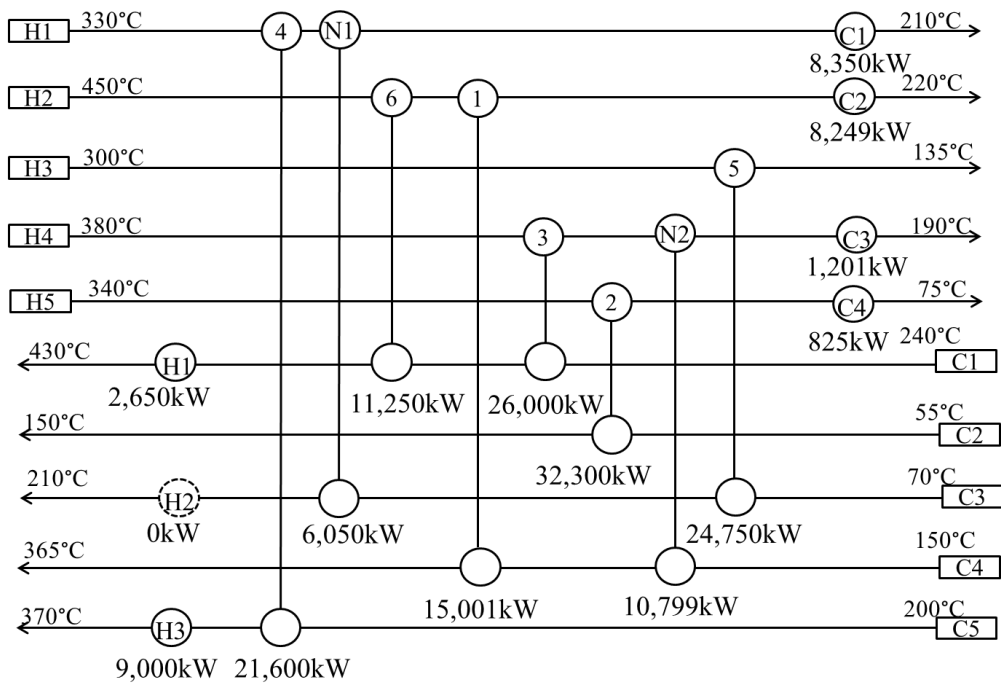 H1 330°C 4 N1 C1 210°C
8,350kW
H2 450°C 6 1 C2 220°C
8,249kW
H3 300°C 5 135°C
H4 380°C 3 N2 C3 190°C
1,201kW
H5 340°C 2 C4 75°C
825kW
430°C H1 240°C C1
2,650kW 11,250kW 26,000kW
150°C 55°C C2
32,300kW
210°C H2 70°C C3
0kW 6,050kW 24,750kW
365°C 150°C C4
15,001kW 10,799kW
370°C H3 200°C C5
9,000kW 21,600kW